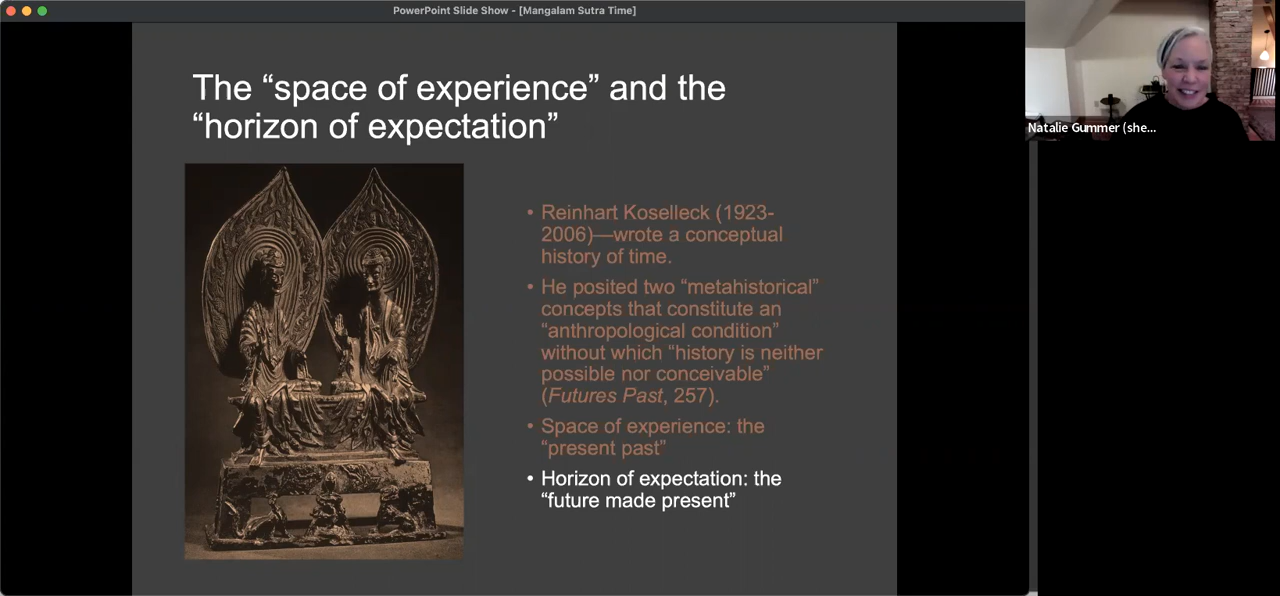 PowerPoint Slide Show - [Mangalam Sutra Time]
The “space of experience” and the
“horizon of expectation”
• Reinhart Koselleck (1923-
2006)—wrote a conceptual
history of time.
• He posited two “metahistorical”
concepts that constitute an
“anthropological condition”
without which “history is neither
possible nor conceivable”
(Futures Past, 257).
• Space of experience: the
“present past”
• Horizon of expectation: the
“future made present”
Natalie Gummer (she...